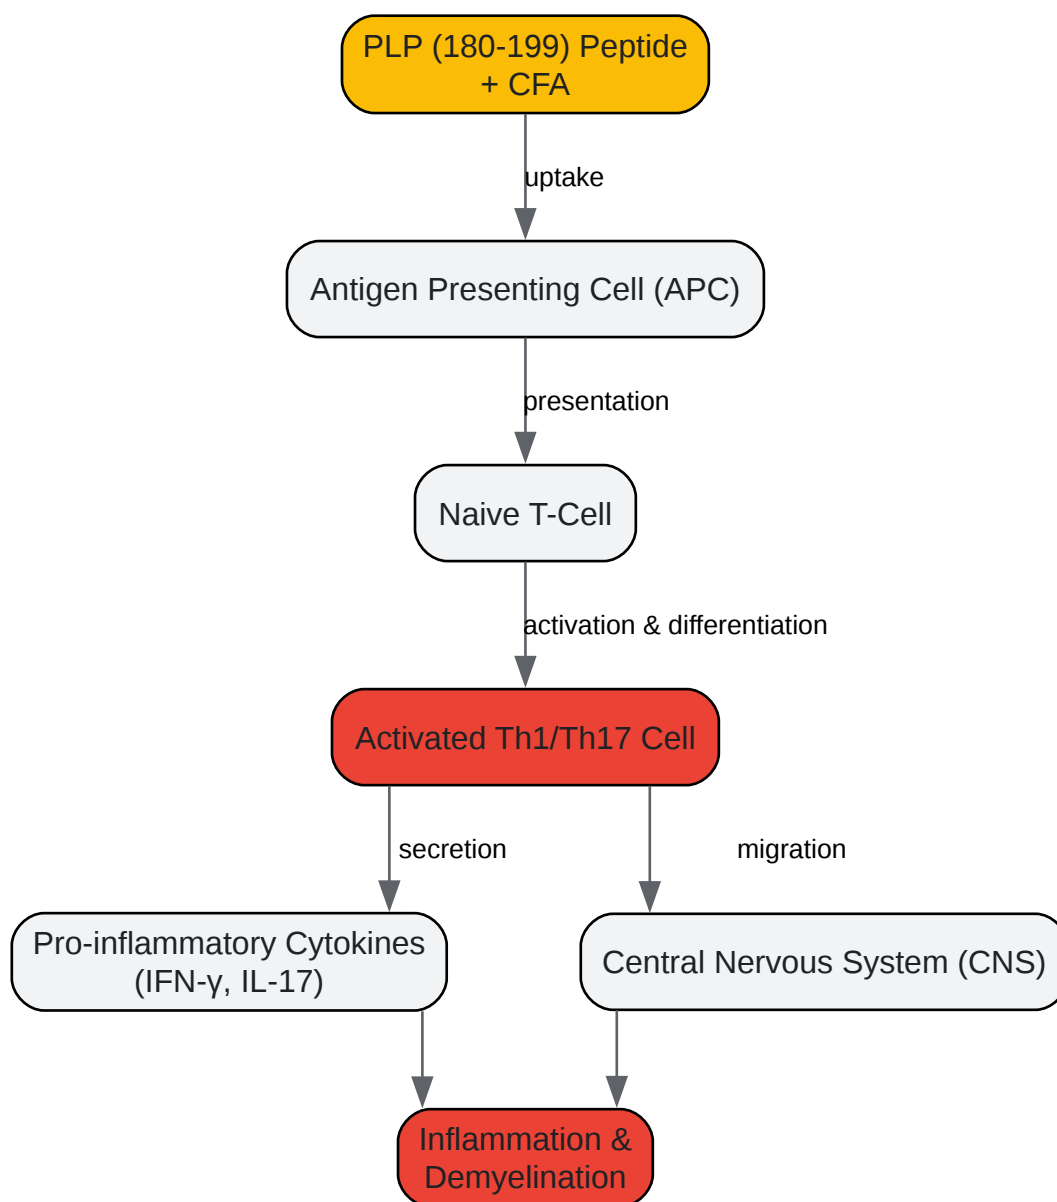 PLP (180-199) Peptide
+ CFA
uptake
Antigen Presenting Cell (APC)
presentation
Naive T-Cell
activation & differentiation
Activated Th1/Th17 Cell
secretion
migration
Pro-inflammatory Cytokines
(IFN-γ, IL-17)
Central Nervous System (CNS)
Inflammation &
Demyelination